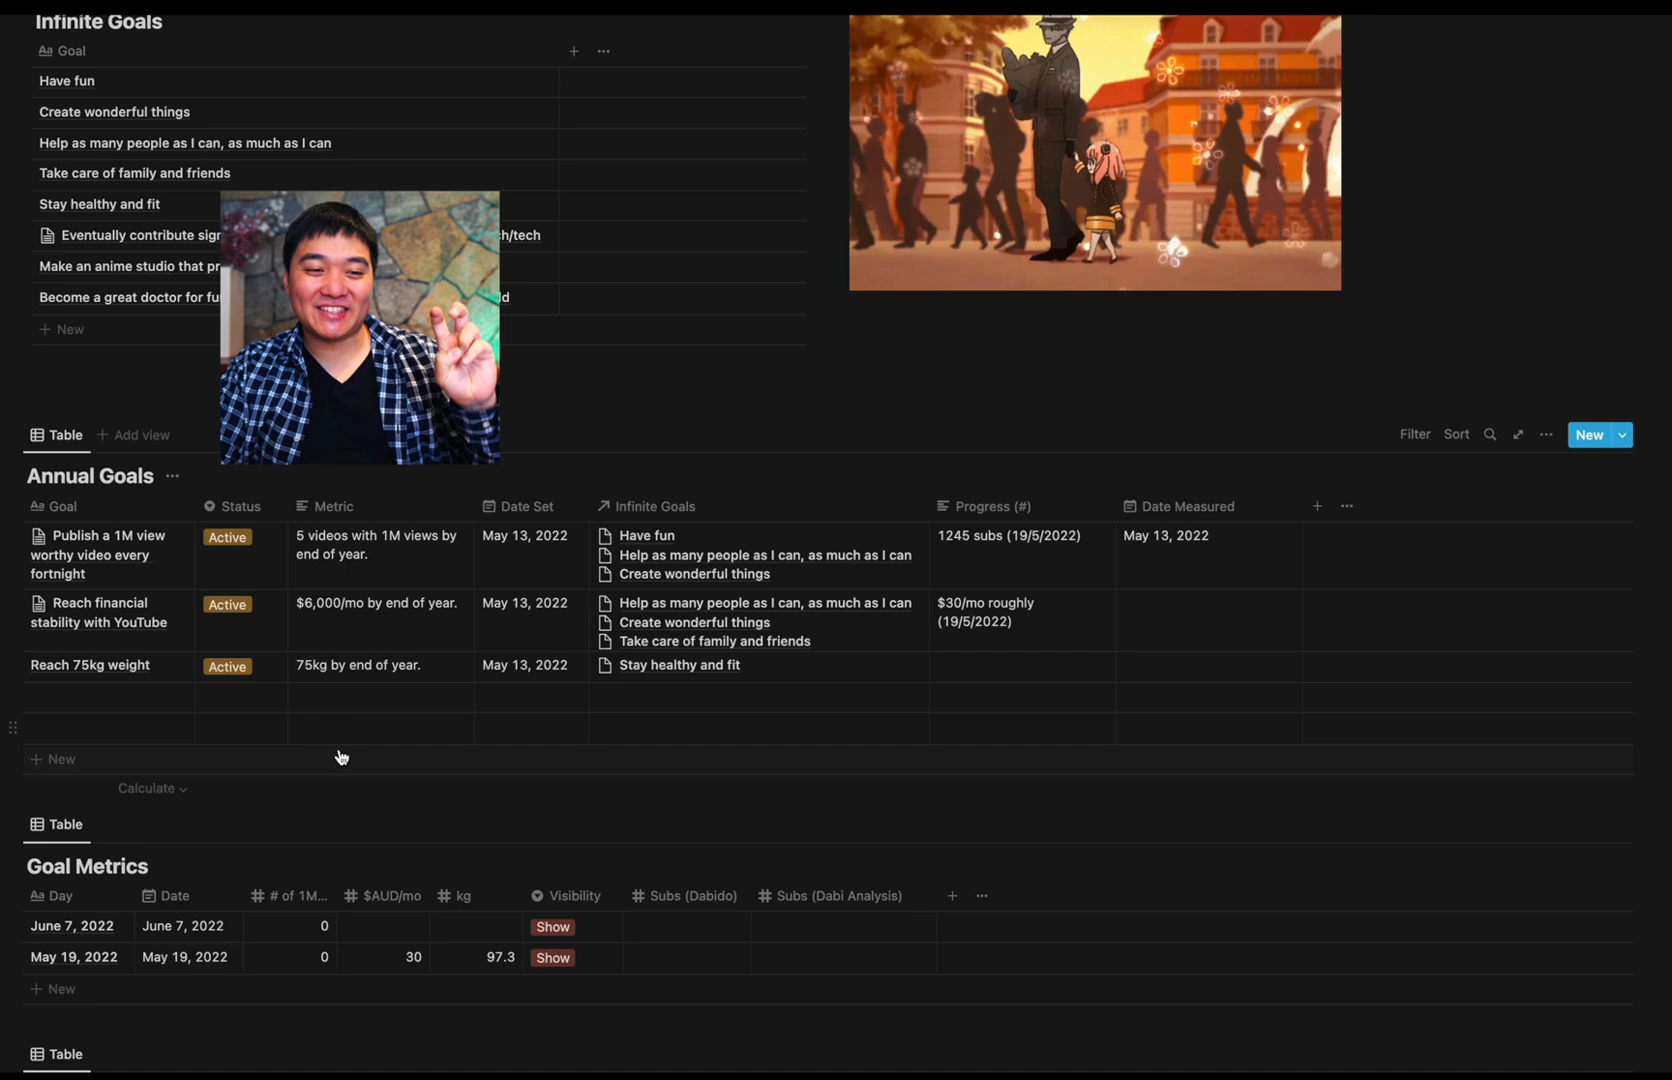 Infinite Goals
Aa Goal
Have fun
Create wonderful things
Help as many people as I can, as much as I can
Take care of family and friends
Stay healthy and fit
Eventually contribute h/tech
Make an anime studio that
Become a great doctor for
+ New
Table + Add view Filter Sort New
Annual Goals
Aa Goal Status Metric Date Set Infinite Goals Progress (#) Date Measured
Publish a 1M view 5 videos with 1M views by May 13, 2022 Have fun 1245 subs (19/5/2022) May 13, 2022
Active
worthy video every end of year. Help as many people as I can, as much as I can
fortnight Create wonderful things
Reach financial Active $6,000/mo by end of year. May 13, 2022 Help as many people as I can, as much as I can $30/mo roughly
stability with YouTube Create wonderful things (19/5/2022)
Take care of family and friends
Reach 75kg weight Active 75kg by end of year. May 13, 2022 Stay healthy and fit
+ New
Calculate
Table
Goal Metrics
Aa Day Date # # of 1M... # $AUD/mo # kg Visibility # Subs (Dabido) # Subs (Dabi Analysis)
June 7, 2022 June 7, 2022 0 Show
May 19, 2022 May 19, 2022 0 30 97.3 Show
+ New
Table